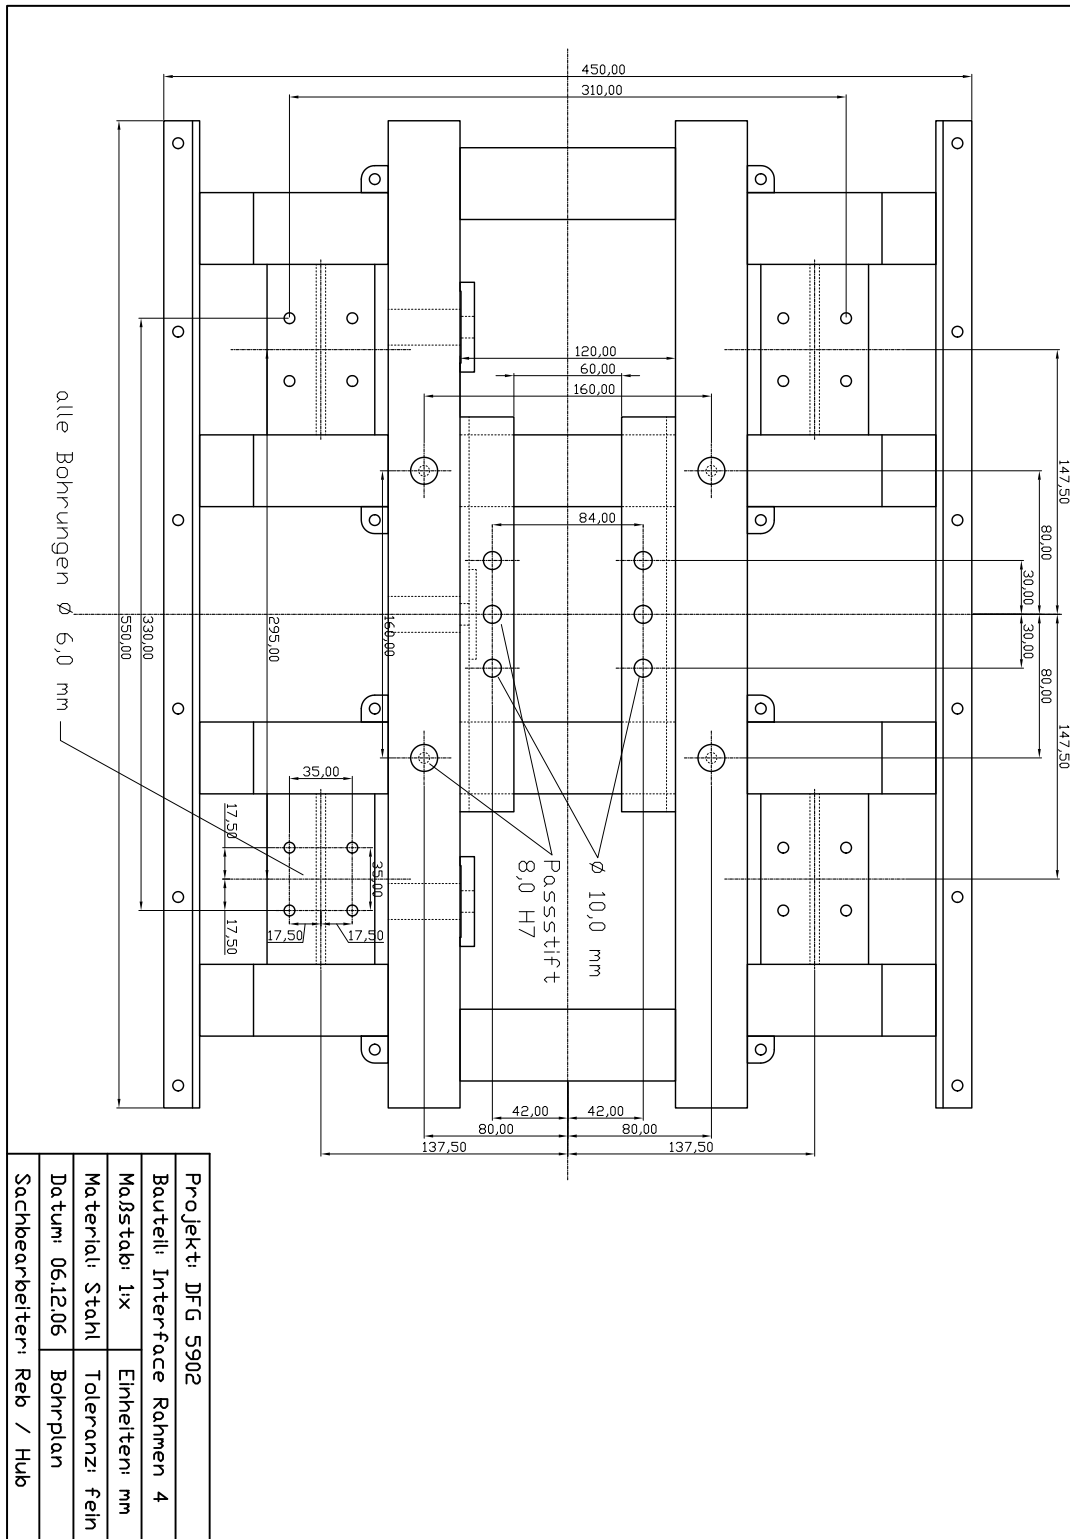 450,00
310,00
120,00
60,00
160,00
147,50
80,00
84,00
30,00
30,00
80,00
147,50
160,00
295,00
330,00
550,00
alle Bohrungen Ø 6,0 mm
35,00
17,50
35,00
17,50
17,50
17,50
Ø 10,0 mm
Passstift
8,0 H7
42,00
42,00
80,00
80,00
137,50
137,50
Projekt: DFG 5902
Bauteil: Interface Rahmen 4
Maßstab: 1:x Einheiten: mm
Material: Stahl Toleranz: fein
Datum: 06.12.06 Bohrplan
Sachbearbeiter: Reb / Hub